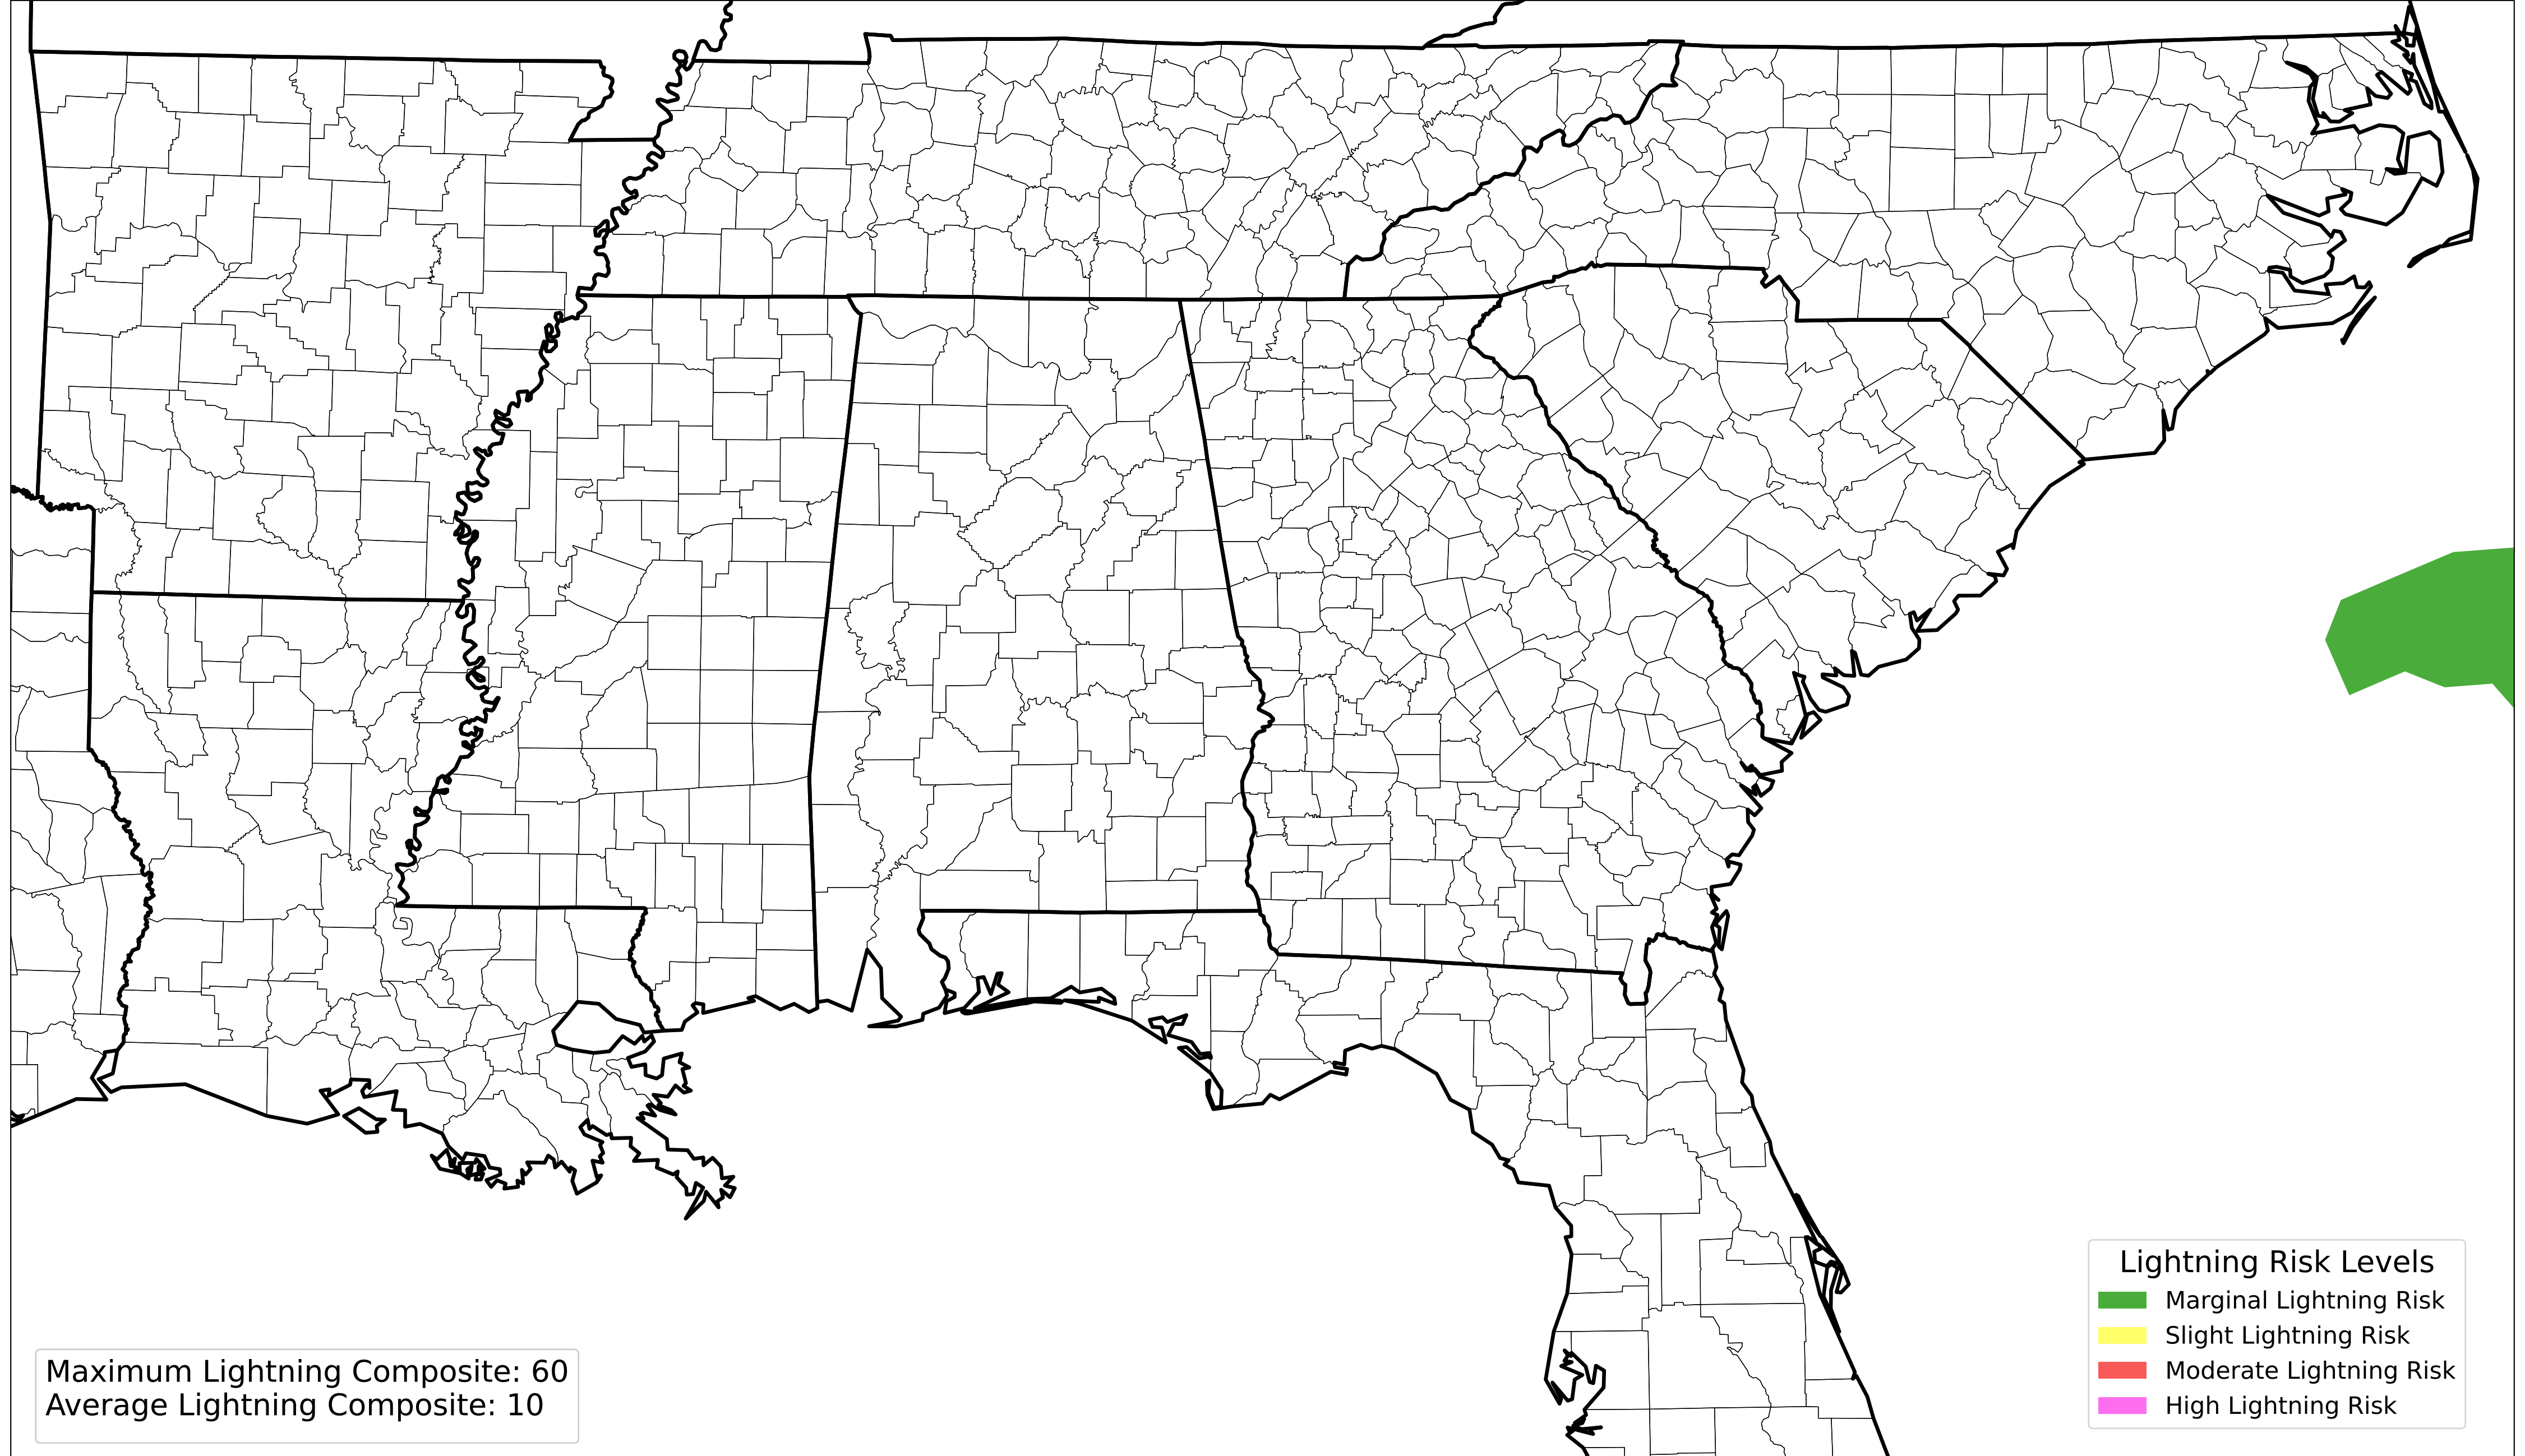 Maximum Lightning Composite: 60
Average Lightning Composite: 10
Lightning Risk Levels
Marginal Lightning Risk
Slight Lightning Risk
Moderate Lightning Risk
High Lightning Risk